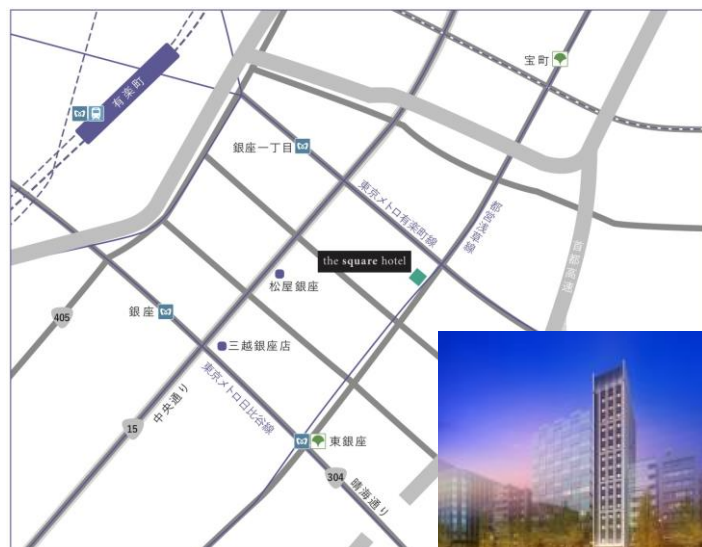 宝町
有楽町
銀座一丁目
東京メトロ有楽町線
都営浅草線
首都高速
the square hotel
松屋銀座
405
銀座
三越銀座店
中央通り
15
東京メトロ日比谷線
東銀座
304
晴海通り